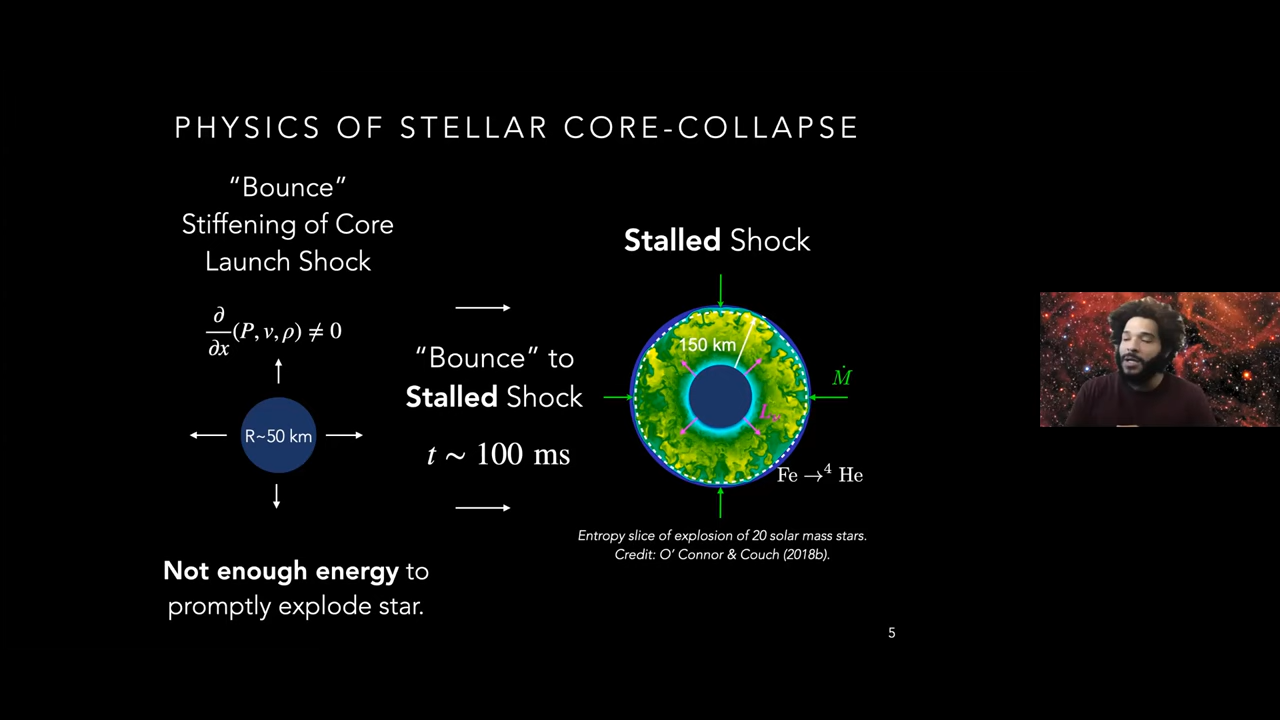 PHYSICS OF STELLAR CORE-COLLAPSE
“Bounce”
Stiffening of Core
Launch Shock
∂/∂x (P, v, ρ) ≠ 0
R~50 km
Not enough energy to
promptly explode star.
“Bounce” to
Stalled Shock
t ∼ 100 ms
Stalled Shock
150 km
Ṁ
Lᵥ
Fe →⁴ He
Entropy slice of explosion of 20 solar mass stars.
Credit: O’ Connor & Couch (2018b).
5